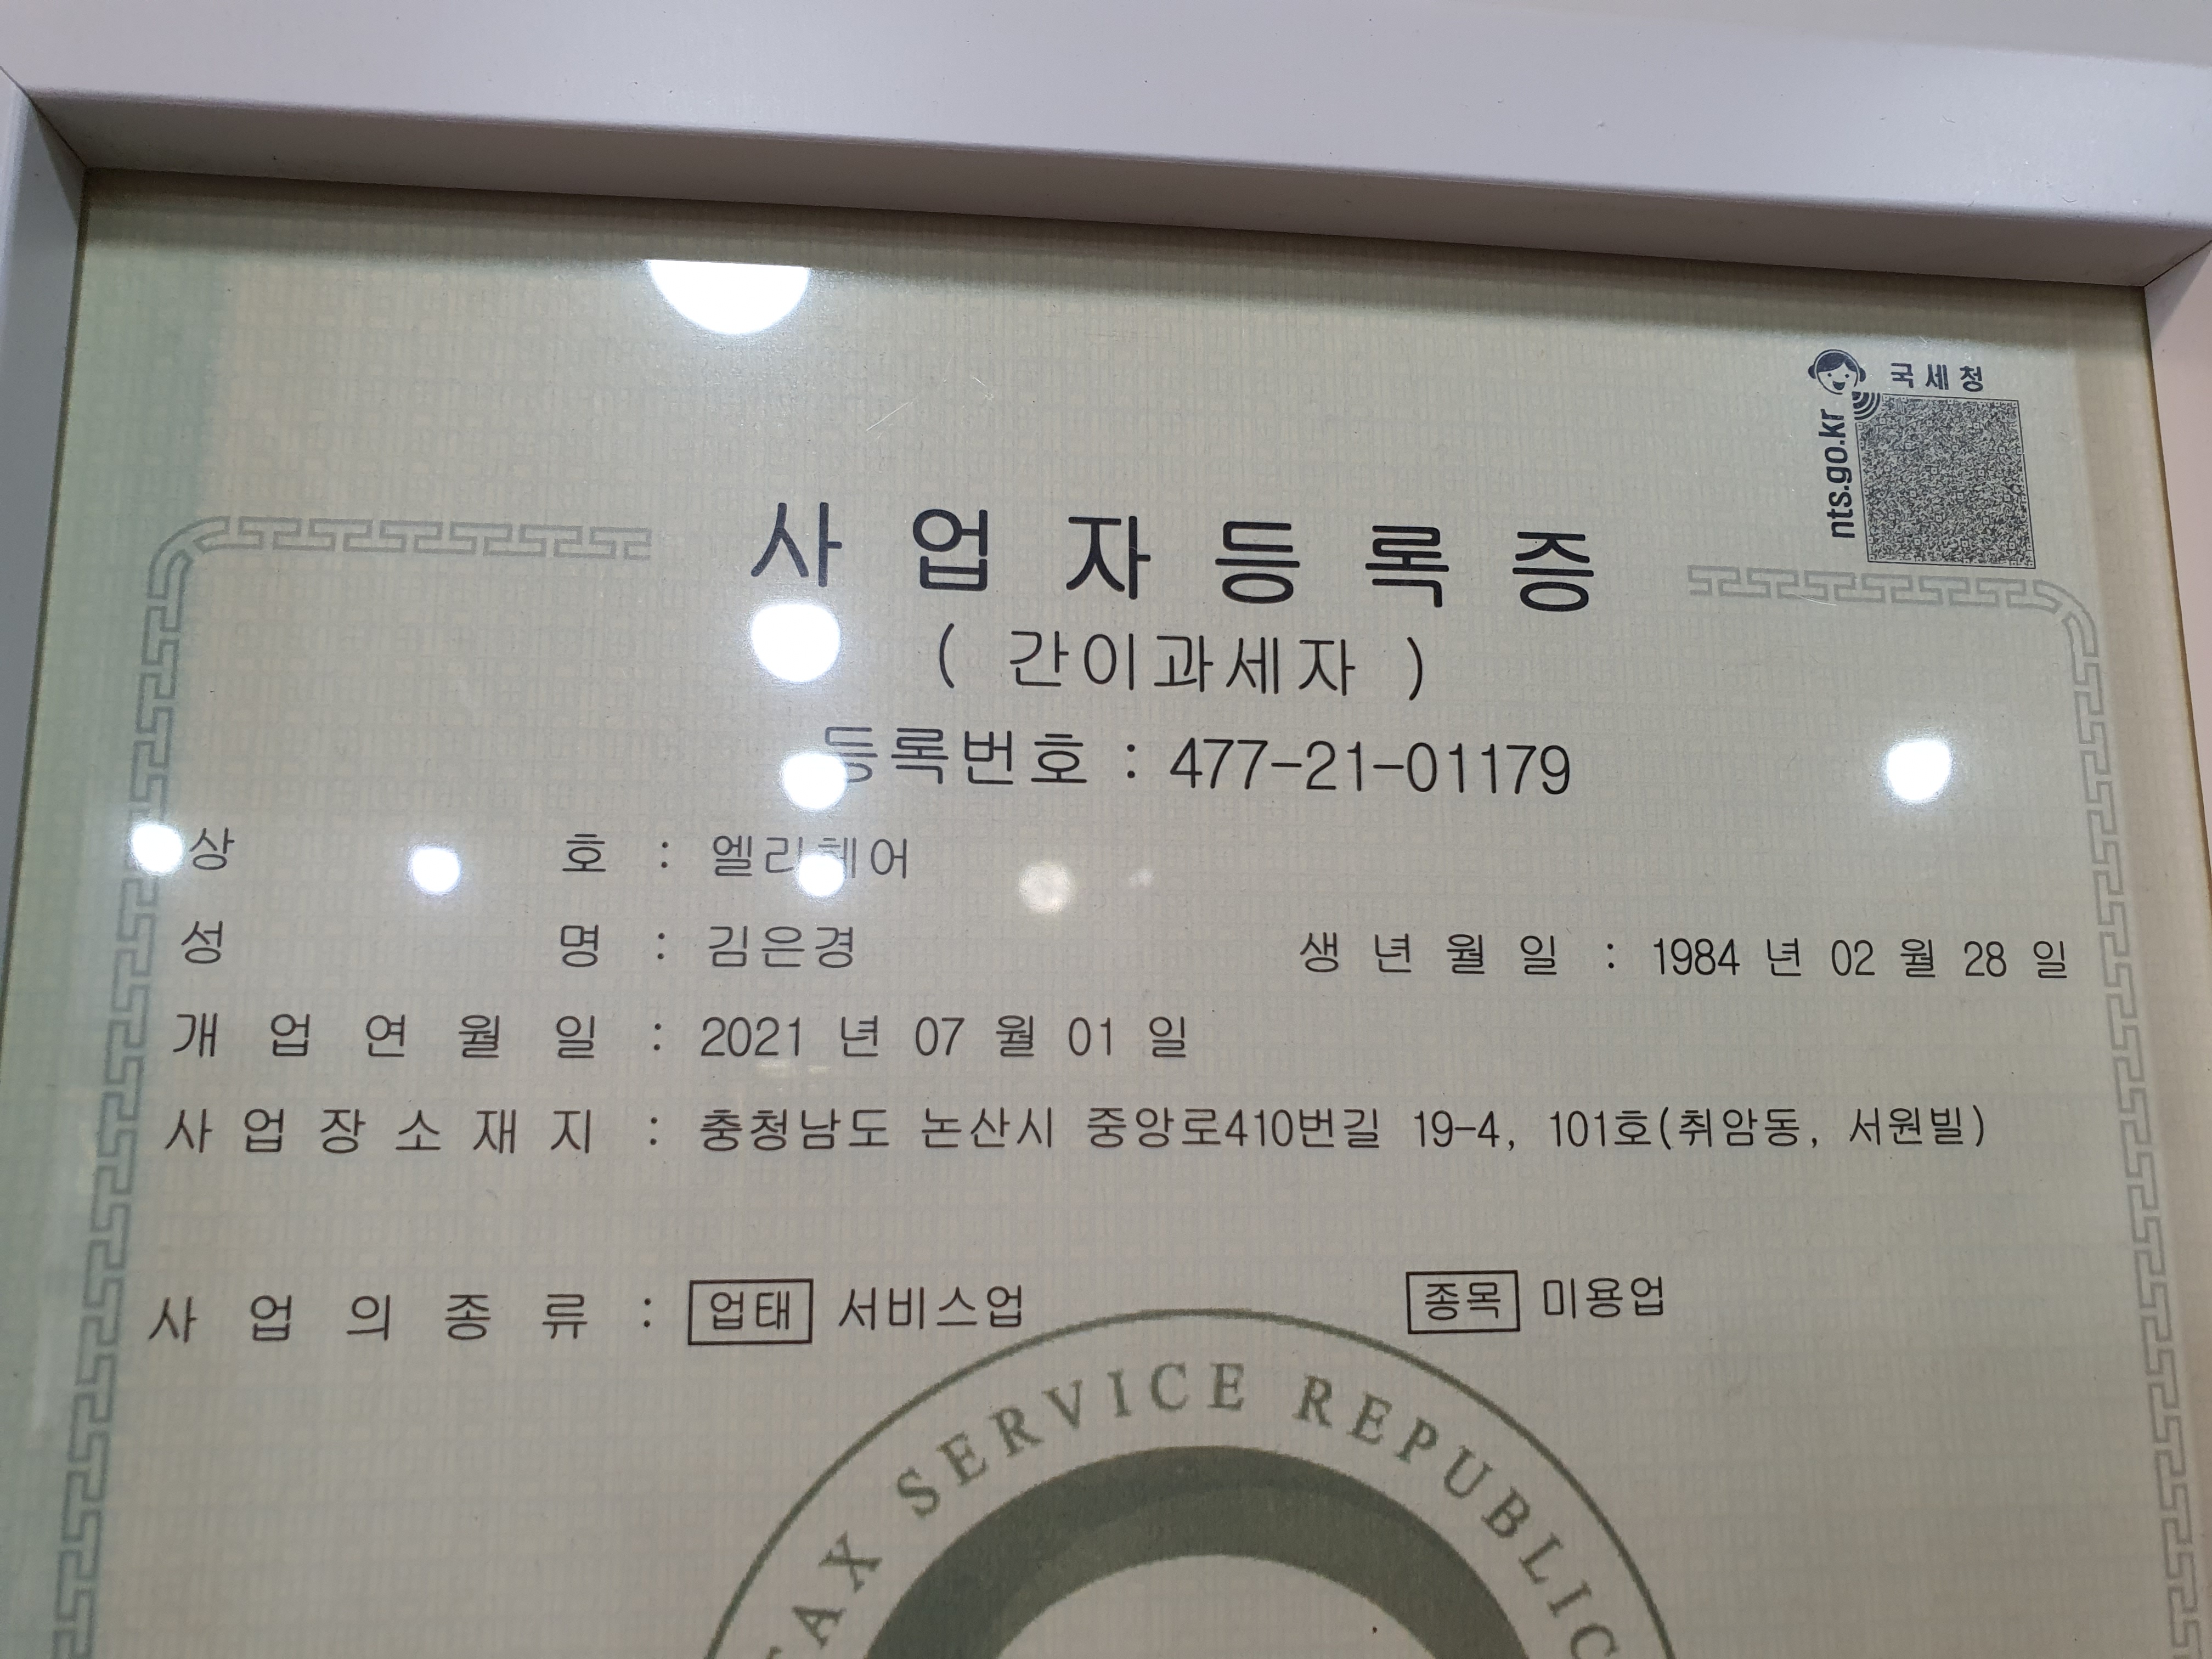 국세청
nts.go.kr
사업자등록증
( 간이과세자 )
등록번호 : 477-21-01179
상 호 : 엘리헤어
성 명 : 김은경 생년월일 : 1984 년 02 월 28 일
개업연월일 : 2021 년 07 월 01 일
사업장소재지 : 충청남도 논산시 중앙로410번길 19-4, 101호(취암동, 서원빌)
사업의종류 : 업태 서비스업 종목 미용업
TAX SERVICE REPUBLIC